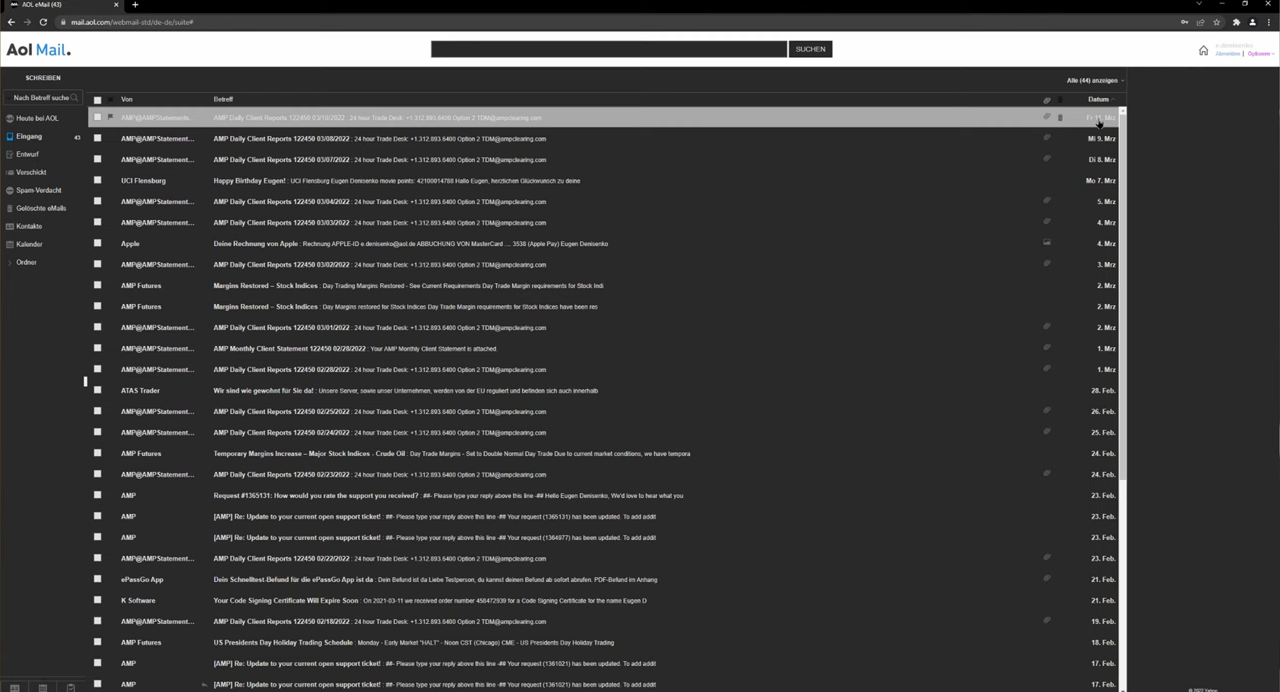 AOL eMail (43)
mail.aol.com/webmail-std/de-de/suite#
Aol Mail.
SUCHEN
Abmelden | Optionen
SCHREIBEN
Alle (44) anzeigen
Nach Betreff suche
Von Betreff Datum
Heute bei AOL
Eingang 43
Entwurf
Verschickt
Spam-Verdacht
Gelöschte eMails
Kontakte
Kalender
Ordner
AMP@AMPStatements... AMP Daily Client Reports 122450 03/10/2022 : 24 hour Trade Desk: +1.312.893.6400 Option 2 TDM@ampclearing.com Fr 11. Mrz
AMP@AMPStatement... AMP Daily Client Reports 122450 03/08/2022 : 24 hour Trade Desk: +1.312.893.6400 Option 2 TDM@ampclearing.com Mi 9. Mrz
AMP@AMPStatement... AMP Daily Client Reports 122450 03/07/2022 : 24 hour Trade Desk: +1.312.893.6400 Option 2 TDM@ampclearing.com Di 8. Mrz
UCI Flensburg Happy Birthday Eugen! : UCI Flensburg Eugen Denisenko movie points: 42100014788 Hallo Eugen, herzlichen Glückwunsch zu deine Mo 7. Mrz
AMP@AMPStatement... AMP Daily Client Reports 122450 03/04/2022 : 24 hour Trade Desk: +1.312.893.6400 Option 2 TDM@ampclearing.com 5. Mrz
AMP@AMPStatement... AMP Daily Client Reports 122450 03/03/2022 : 24 hour Trade Desk: +1.312.893.6400 Option 2 TDM@ampclearing.com 4. Mrz
Apple Deine Rechnung von Apple : Rechnung APPLE-ID e.denisenko@aol.de ABBUCHUNG VON MasterCard .... 3538 (Apple Pay) Eugen Denisenko 4. Mrz
AMP@AMPStatement... AMP Daily Client Reports 122450 03/02/2022 : 24 hour Trade Desk: +1.312.893.6400 Option 2 TDM@ampclearing.com 3. Mrz
AMP Futures Margins Restored – Stock Indices : Day Trading Margins Restored - See Current Requirements Day Trade Margin requirements for Stock Indi 2. Mrz
AMP Futures Margins Restored – Stock Indices : Day Margins restored for Stock Indices Day Trade Margin requirements for Stock Indices have been res 2. Mrz
AMP@AMPStatement... AMP Daily Client Reports 122450 03/01/2022 : 24 hour Trade Desk: +1.312.893.6400 Option 2 TDM@ampclearing.com 2. Mrz
AMP@AMPStatement... AMP Monthly Client Statement 122450 02/28/2022 : Your AMP Monthly Client Statement is attached. 1. Mrz
AMP@AMPStatement... AMP Daily Client Reports 122450 02/28/2022 : 24 hour Trade Desk: +1.312.893.6400 Option 2 TDM@ampclearing.com 1. Mrz
ATAS Trader Wir sind wie gewohnt für Sie da! : Unsere Server, sowie unser Unternehmen, werden von der EU reguliert und befinden sich auch innerhalb 28. Feb.
AMP@AMPStatement... AMP Daily Client Reports 122450 02/25/2022 : 24 hour Trade Desk: +1.312.893.6400 Option 2 TDM@ampclearing.com 26. Feb.
AMP@AMPStatement... AMP Daily Client Reports 122450 02/24/2022 : 24 hour Trade Desk: +1.312.893.6400 Option 2 TDM@ampclearing.com 25. Feb.
AMP Futures Temporary Margins Increase – Major Stock Indices - Crude Oil : Day Trade Margins - Set to Double Normal Day Trade Due to current market conditions, we have tempora 24. Feb.
AMP@AMPStatement... AMP Daily Client Reports 122450 02/23/2022 : 24 hour Trade Desk: +1.312.893.6400 Option 2 TDM@ampclearing.com 24. Feb.
AMP Request #1365131: How would you rate the support you received? : ##- Please type your reply above this line -## Hello Eugen Denisenko, We'd love to hear what you 23. Feb.
AMP [AMP] Re: Update to your current open support ticket! : ##- Please type your reply above this line -## Your request (1365131) has been updated. To add addit 23. Feb.
AMP [AMP] Re: Update to your current open support ticket! : ##- Please type your reply above this line -## Your request (1364977) has been updated. To add addit 23. Feb.
AMP@AMPStatement... AMP Daily Client Reports 122450 02/22/2022 : 24 hour Trade Desk: +1.312.893.6400 Option 2 TDM@ampclearing.com 23. Feb.
ePassGo App Dein Schnelltest-Befund für die ePassGo App ist da : Dein Befund ist da Liebe Testperson, du kannst deinen Befund ab sofort abrufen. PDF-Befund im Anhang 21. Feb.
K Software Your Code Signing Certificate Will Expire Soon : On 2021-03-11 we received order number 458472939 for a Code Signing Certificate for the name Eugen D 21. Feb.
AMP@AMPStatement... AMP Daily Client Reports 122450 02/18/2022 : 24 hour Trade Desk: +1.312.893.6400 Option 2 TDM@ampclearing.com 19. Feb.
AMP Futures US Presidents Day Holiday Trading Schedule : Monday - Early Market "HALT" - Noon CST (Chicago) CME - US Presidents Day Holiday Trading 18. Feb.
AMP [AMP] Re: Update to your current open support ticket! : ##- Please type your reply above this line -## Your request (1361021) has been updated. To add addit 17. Feb.
AMP [AMP] Re: Update to your current open support ticket! : ##- Please type your reply above this line -## Your request (1361021) has been updated. To add addit 17. Feb.